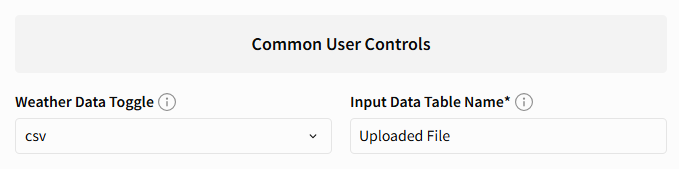 Common User Controls
Weather Data Toggle
Input Data Table Name*
csv
Uploaded File